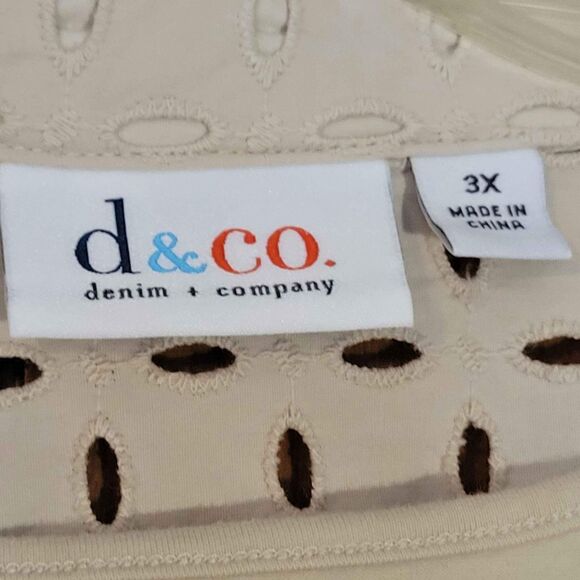 d&co.
denim + company
3X
MADE IN
CHINA